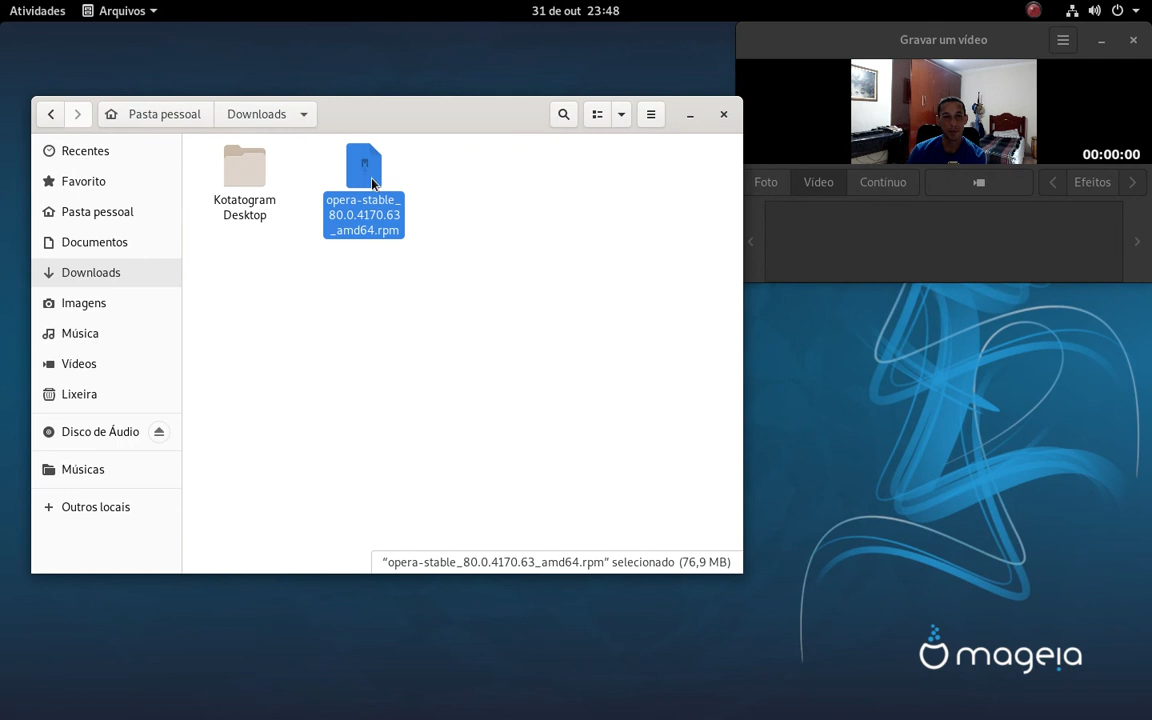 Atividades Arquivos 31 de out 23:48
Gravar um vídeo
00:00:00
Foto Vídeo Contínuo Efeitos
Pasta pessoal Downloads
Recentes
Favorito
Pasta pessoal
Documentos
Downloads
Imagens
Música
Vídeos
Lixeira
Disco de Áudio
Músicas
Outros locais
Kotatogram
Desktop
opera-stable_
80.0.4170.63
_amd64.rpm
"opera-stable_80.0.4170.63_amd64.rpm" selecionado (76,9 MB)
mageia